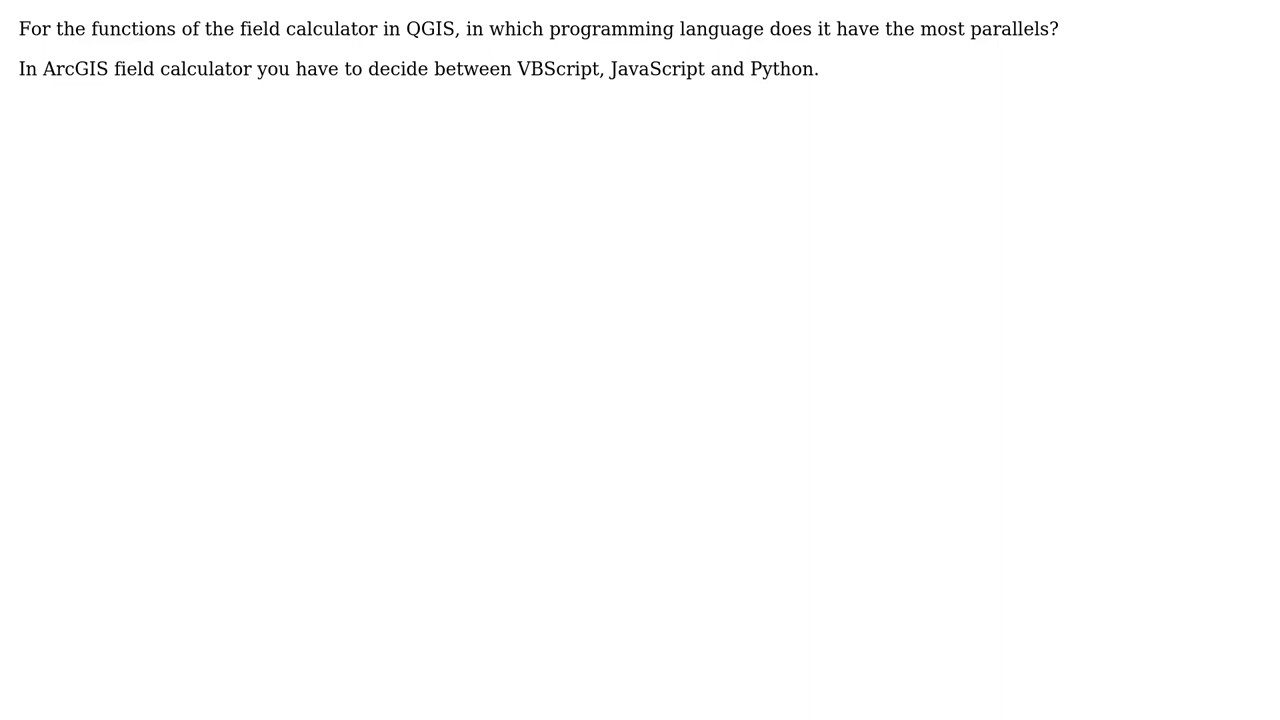 For the functions of the field calculator in QGIS, in which programming language does it have the most parallels?
In ArcGIS field calculator you have to decide between VBScript, JavaScript and Python.